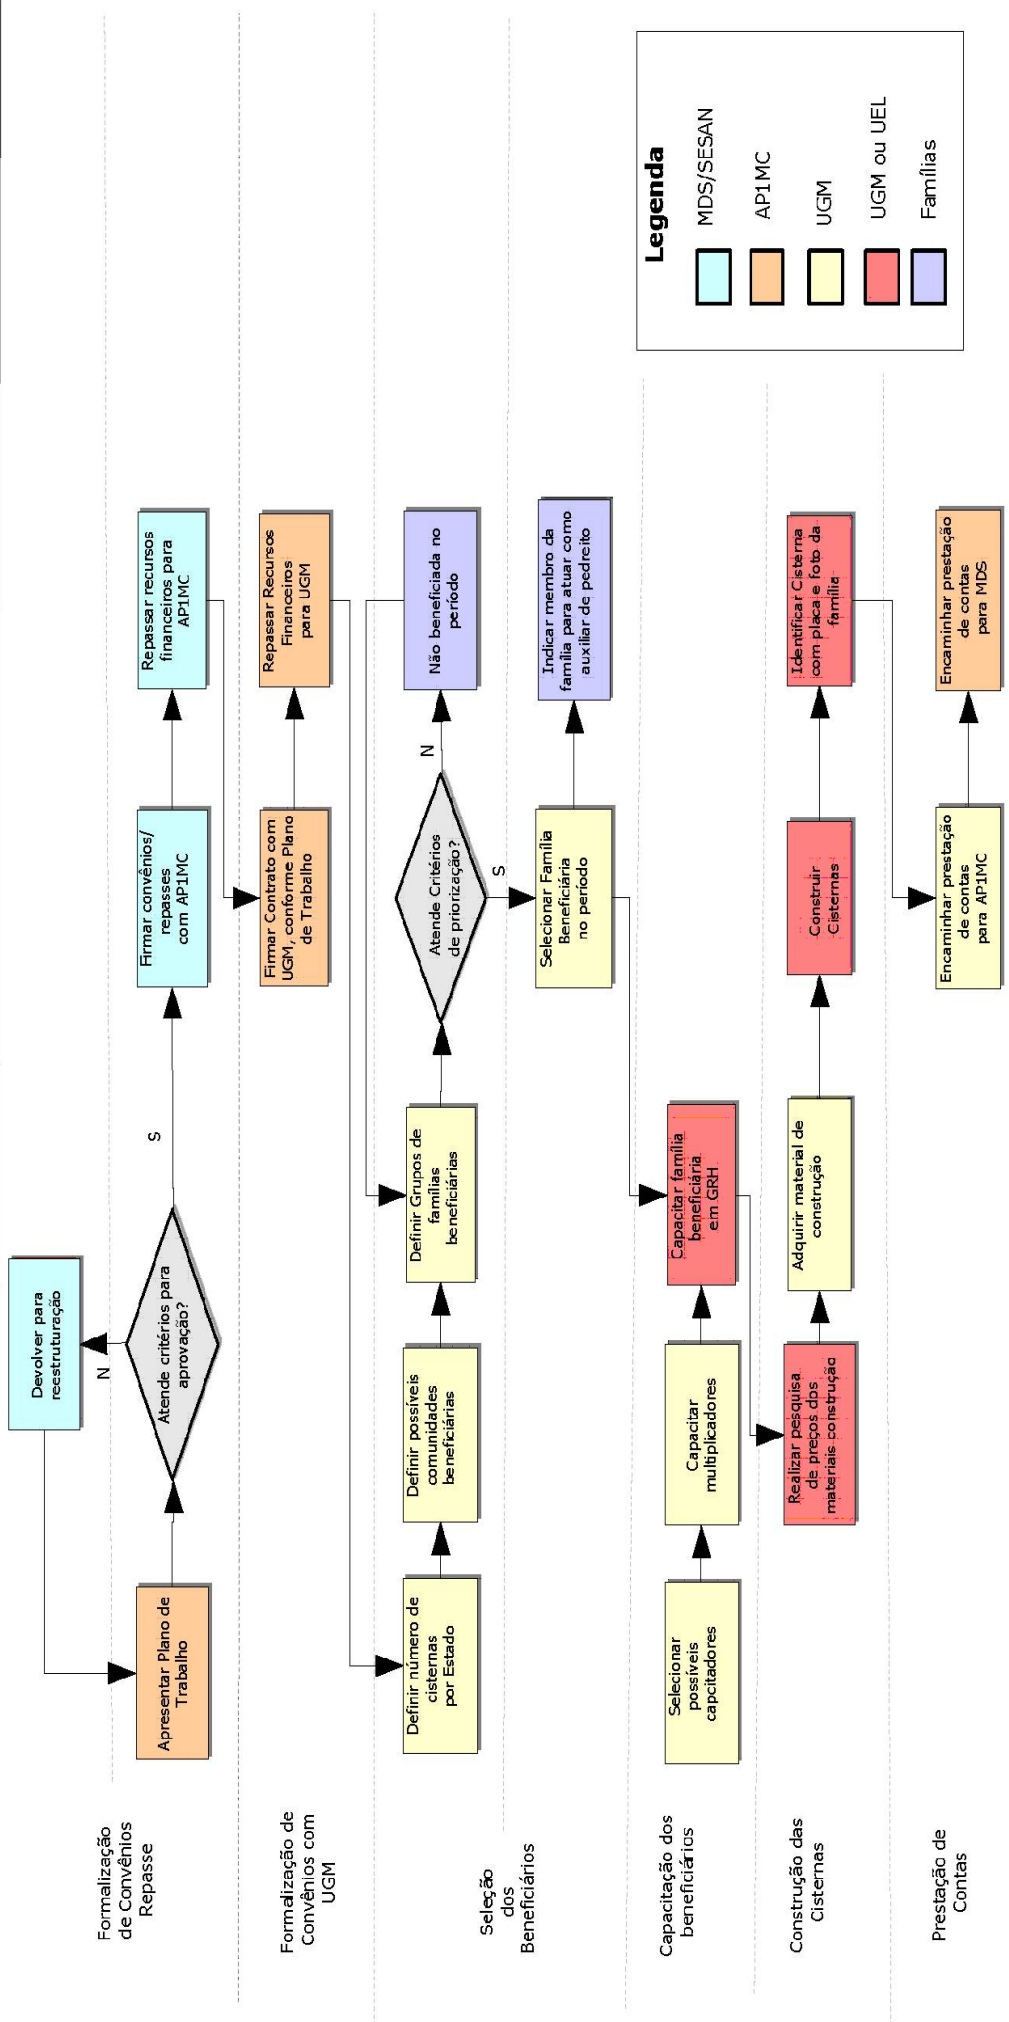 Formalização
de Convênios
Repasse
Devolver para
reestruturação
Apresentar Plano de
Trabalho
Atende critérios para
aprovação?
N
S
Firmar convênios/
repasses
com AP1MC
Repassar recursos
financeiros para
AP1MC
Formalização de
Convênios com
UGM
Firmar Contrato com
UGM, conforme Plano
de Trabalho
Repassar Recursos
Financeiros
para UGM
Seleção
dos
Beneficiários
Definir número de
cisternas
por Estado
Definir possíveis
comunidades
beneficiárias
Definir Grupos de
famílias
beneficiárias
Atende Critérios
de priorização?
N
S
Não beneficiada no
período
Selecionar Família
Beneficiária
no período
Indicar membro da
família para atuar como
auxiliar de pedreito
Capacitação dos
beneficiários
Selecionar
possíveis
capcitadores
Capacitar
multiplicadores
Capacitar família
beneficiária
em GRH
Construção das
Cisternas
Realizar pesquisa
de preços dos
materiais construção
Adquirir material de
construção
Construir
Cisternas
Identificar Cisterna
com placa e foto da
família
Prestação de
Contas
Encaminhar prestação
de contas
para AP1MC
Encaminhar prestação
de contas
para MDS
Legenda
MDS/SESAN
AP1MC
UGM
UGM ou UEL
Famílias